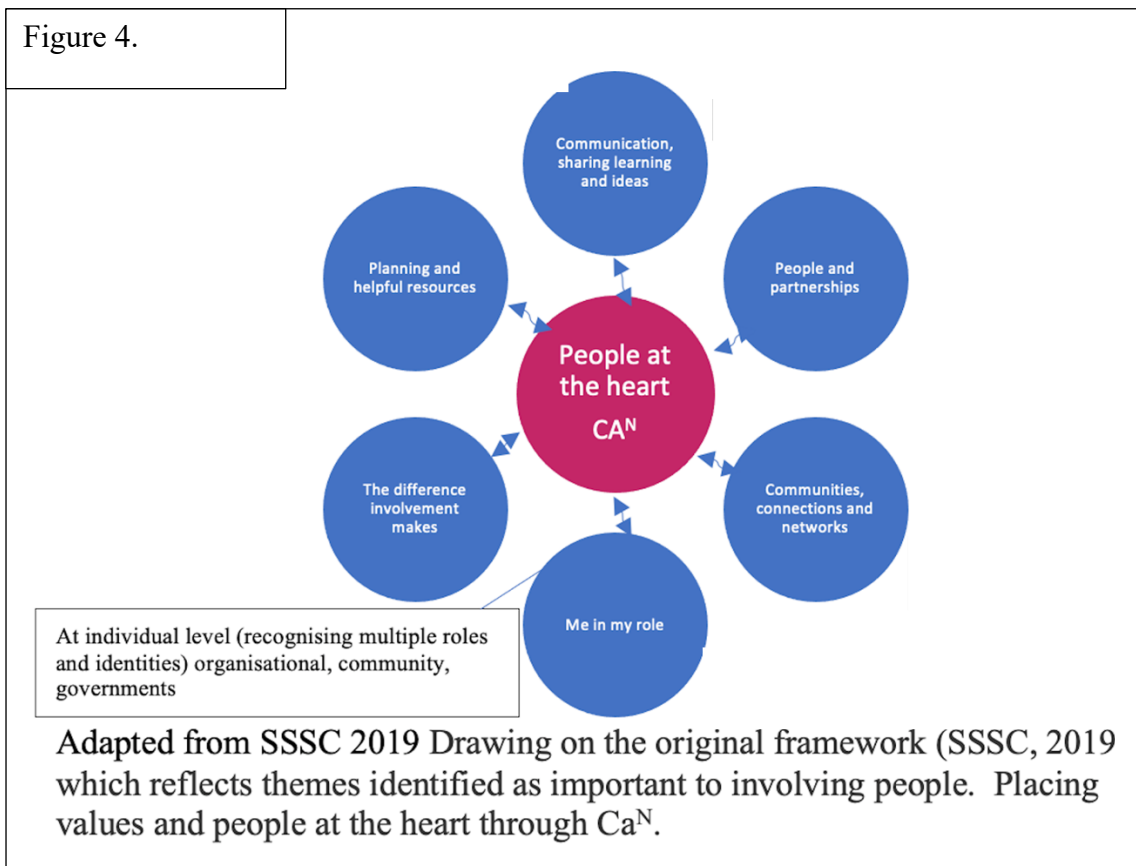 Figure 4.
Communication,
sharing learning
and ideas
Planning and
helpful resources
People and
partnerships
People at
the heart
CAᴺ
The difference
involvement
makes
Communities,
connections and
networks
Me in my role
At individual level (recognising multiple roles
and identities) organisational, community,
governments
Adapted from SSSC 2019 Drawing on the original framework (SSSC, 2019
which reflects themes identified as important to involving people.  Placing
values and people at the heart through Caᴺ.